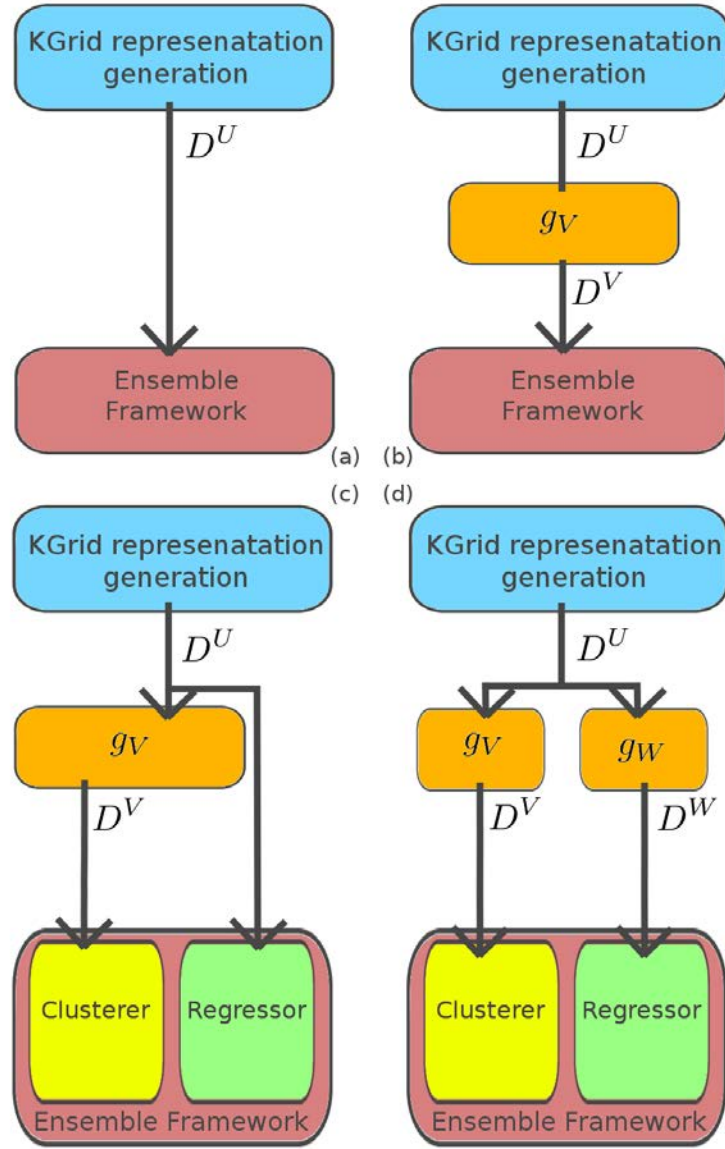 KGrid represenatation
generation
D^U
Ensemble
Framework
(a)
KGrid represenatation
generation
D^U
g_V
D^V
Ensemble
Framework
(b)
(c)
KGrid represenatation
generation
D^U
g_V
D^V
Clusterer
Regressor
Ensemble Framework
(d)
KGrid represenatation
generation
D^U
g_V
g_W
D^V
D^W
Clusterer
Regressor
Ensemble Framework